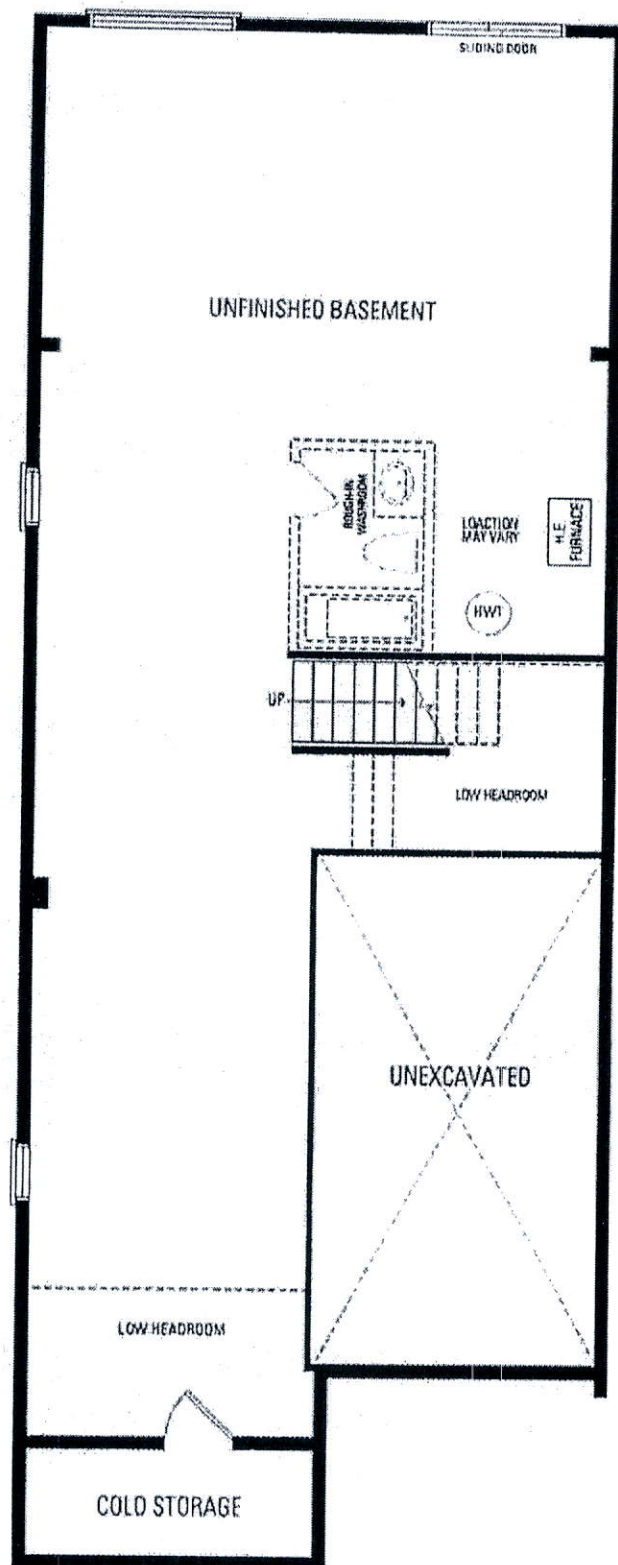 SLIDING DOOR
UNFINISHED BASEMENT
ROUGH-IN
WASHROOM
LOACTION
MAY VARY
H.E.
FURNACE
HWT
UP
LOW HEADROOM
UNEXCAVATED
LOW HEADROOM
COLD STORAGE